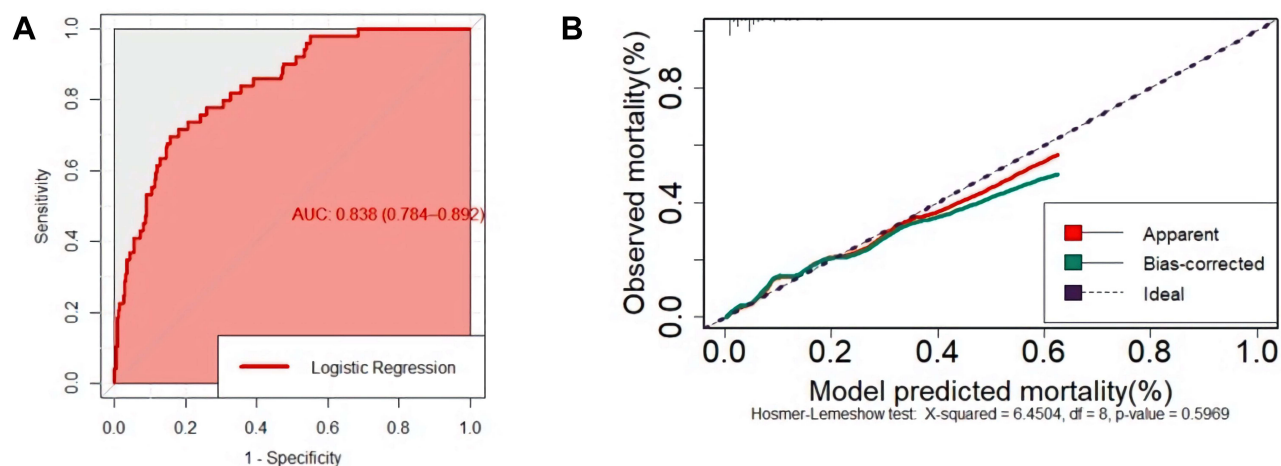 A
Sensitivity
1.0
0.8
0.6
0.4
0.2
0.0
AUC: 0.838 (0.784–0.892)
Logistic Regression
0.0 0.2 0.4 0.6 0.8 1.0
1 - Specificity
B
Observed mortality(%)
0.8
0.4
0.0
Apparent
Bias-corrected
Ideal
0.0 0.2 0.4 0.6 0.8 1.0
Model predicted mortality(%)
Hosmer-Lemeshow test: X-squared = 6.4504, df = 8, p-value = 0.5969